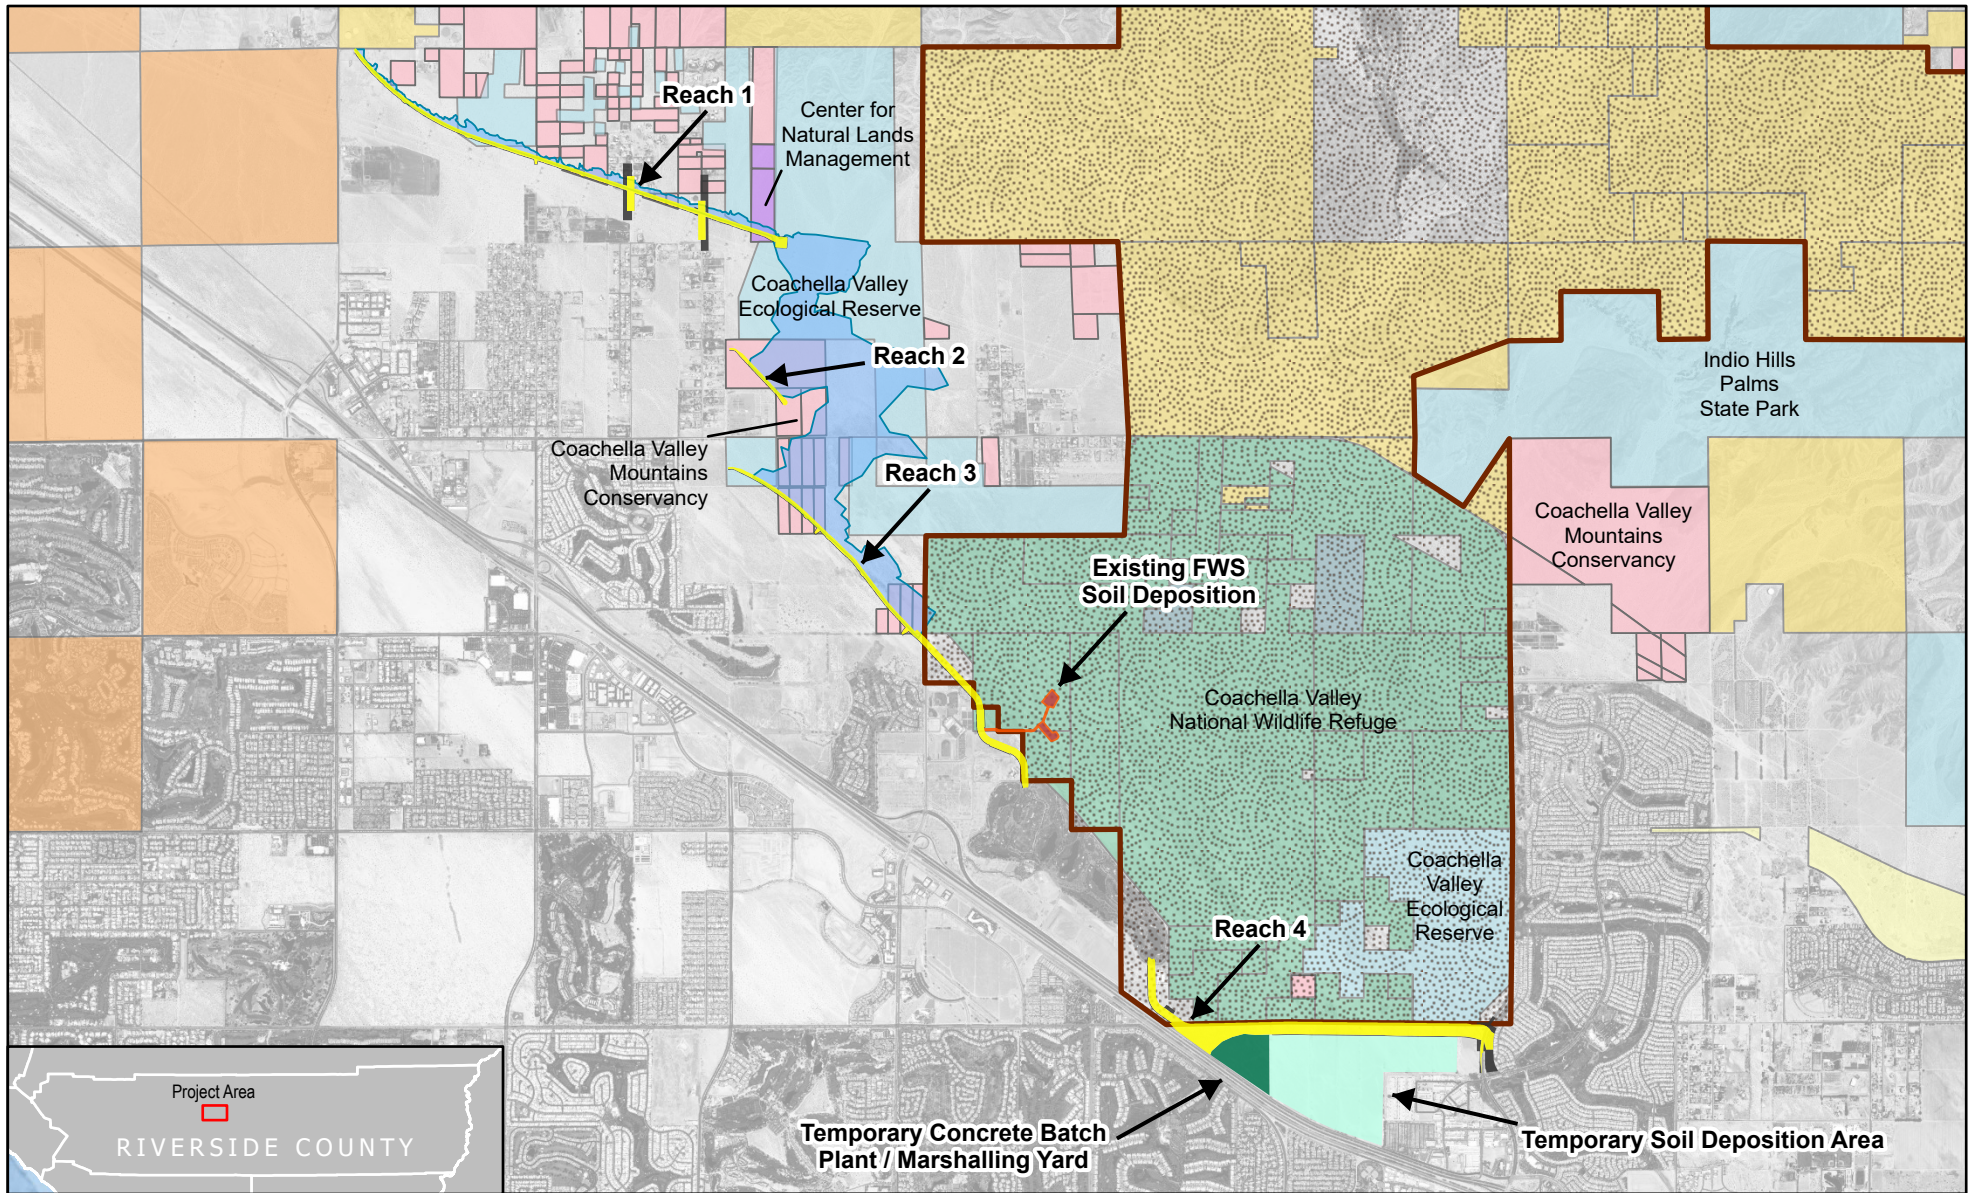 Reach 1
Center for
Natural Lands
Management
Coachella Valley
Ecological Reserve
Reach 2
Indio Hills
Palms
State Park
Coachella Valley
Mountains
Conservancy
Reach 3
Coachella Valley
Mountains
Conservancy
Existing FWS
Soil Deposition
Coachella Valley
National Wildlife Refuge
Coachella
Valley
Ecological
Reserve
Reach 4
Project Area
RIVERSIDE COUNTY
Temporary Concrete Batch
Plant / Marshalling Yard
Temporary Soil Deposition Area